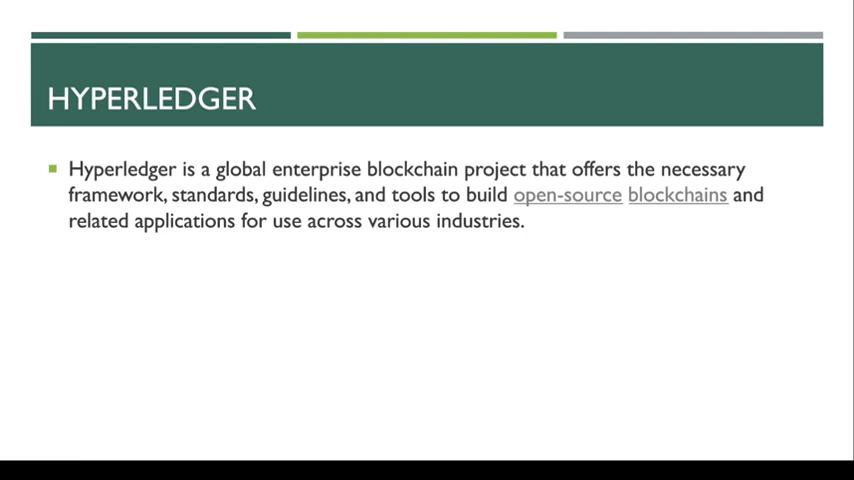 HYPERLEDGER
Hyperledger is a global enterprise blockchain project that offers the necessary
framework, standards, guidelines, and tools to build open-source blockchains and
related applications for use across various industries.